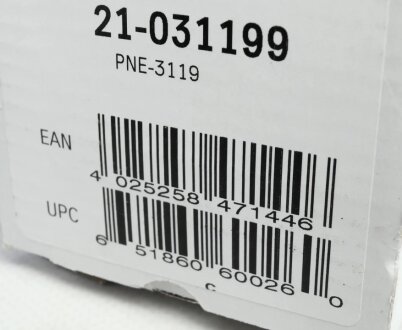 21-031199
PNE-3119
EAN
4 025258 471446
UPC
6 51860 60026 0
c